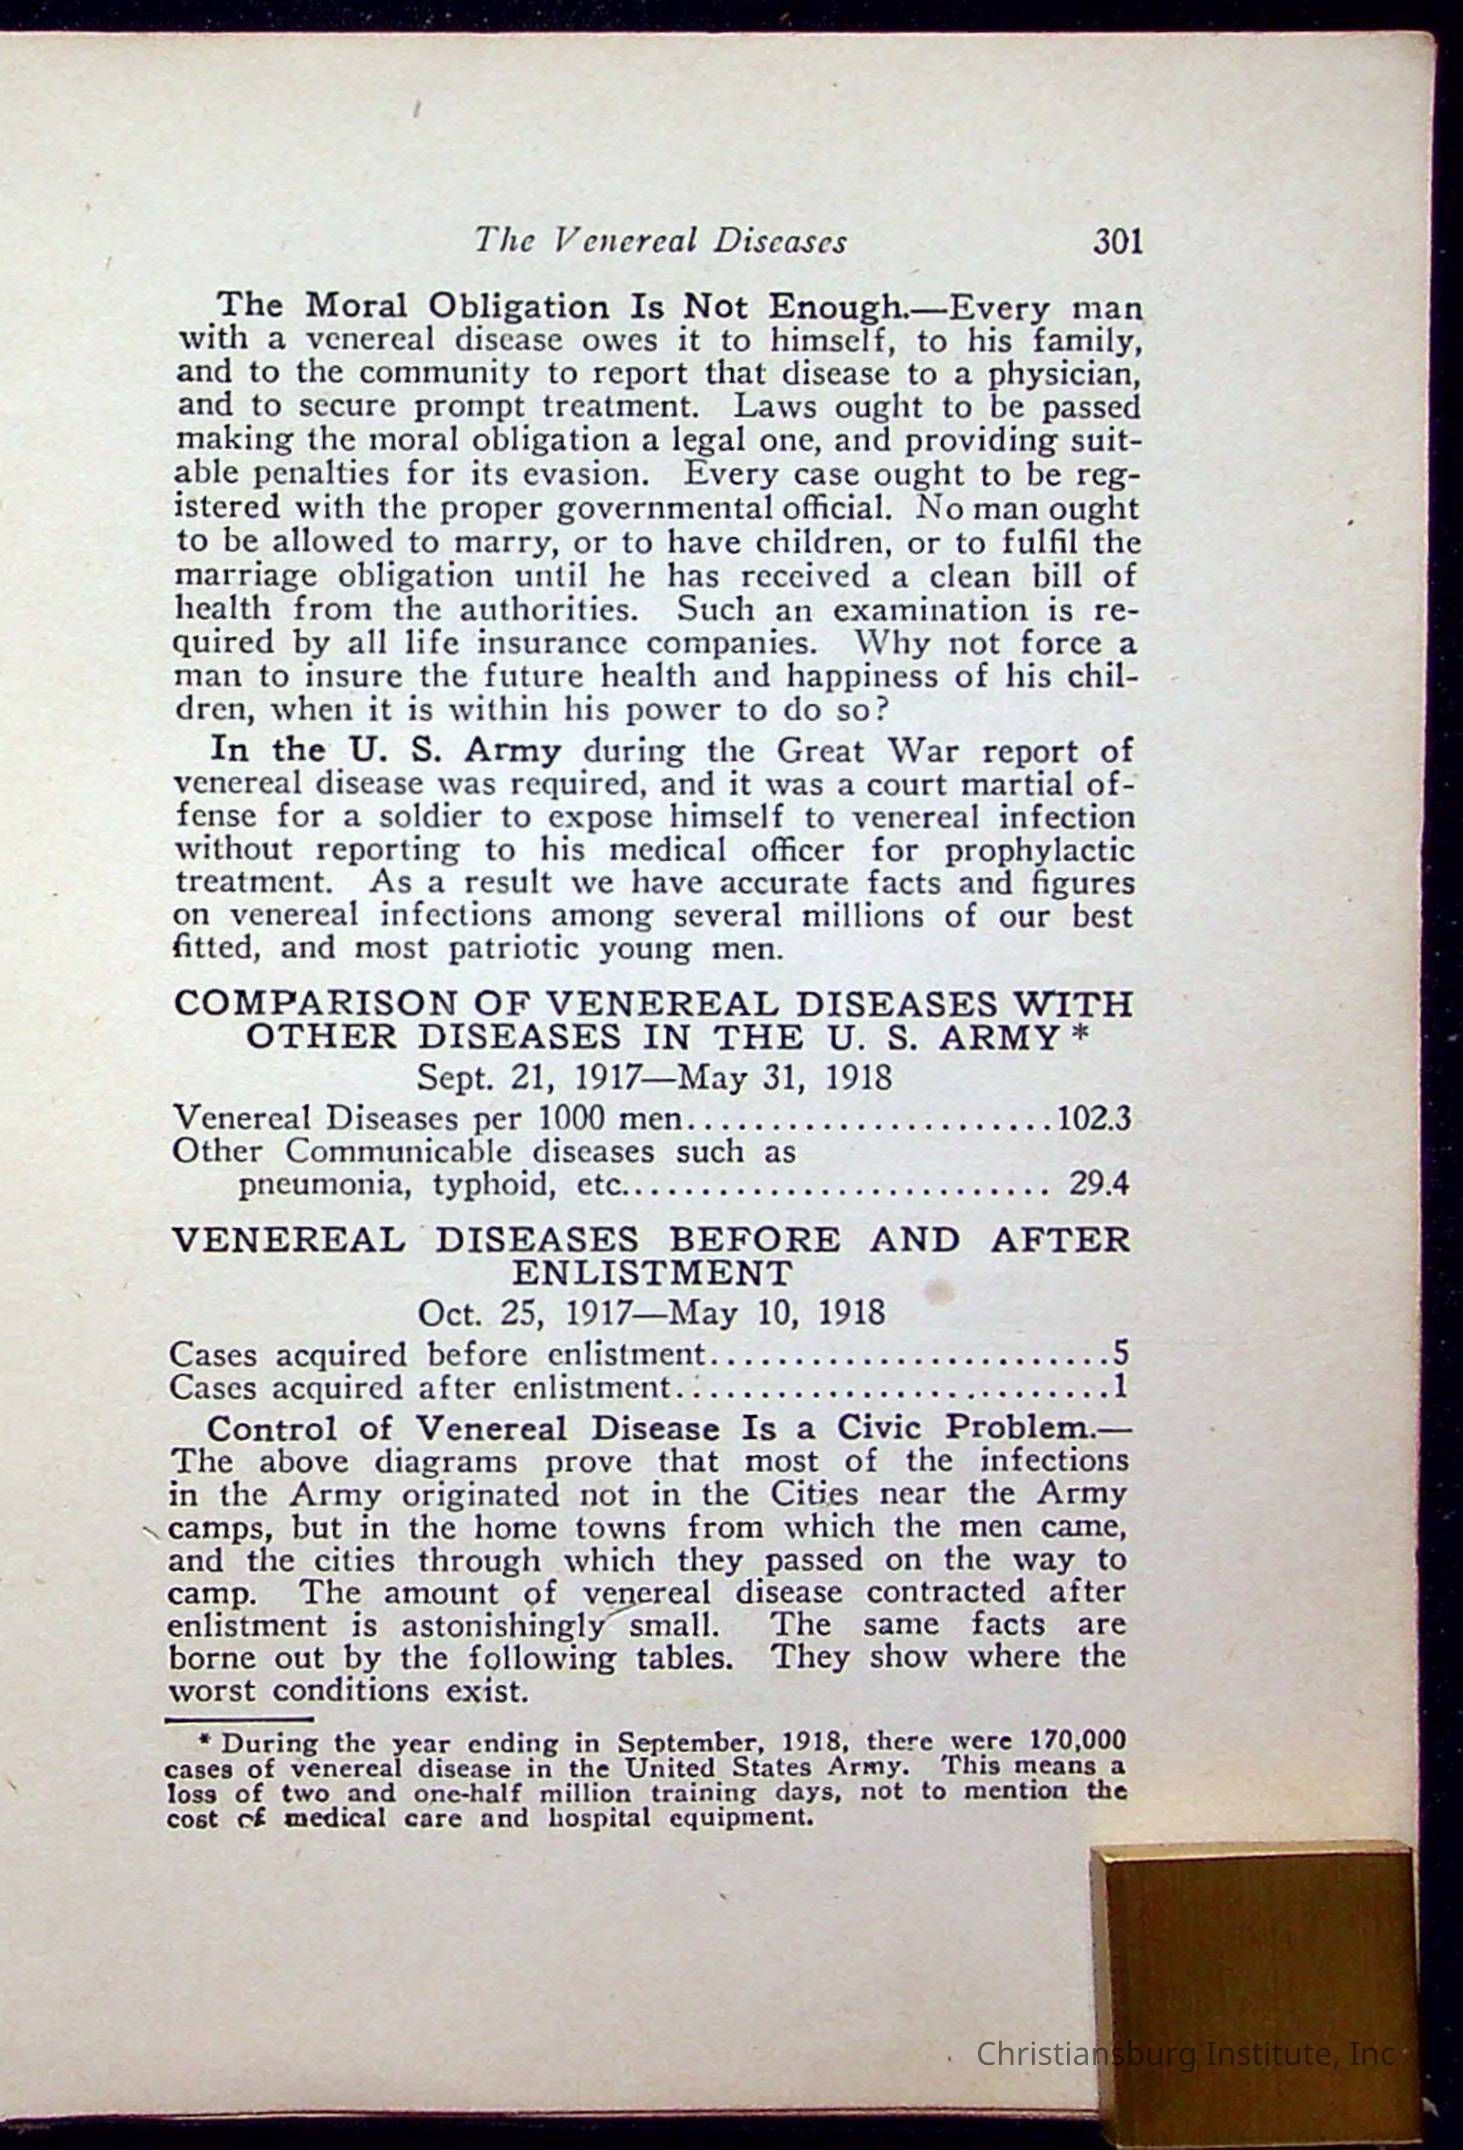 The Venereal Diseases 301
The Moral Obligation Is Not Enough.—Every man
with a venereal disease owes it to himself, to his family,
and to the community to report that disease to a physician,
and to secure prompt treatment. Laws ought to be passed
making the moral obligation a legal one, and providing suit-
able penalties for its evasion. Every case ought to be reg-
istered with the proper governmental official. No man ought
to be allowed to marry, or to have children, or to fulfil the
marriage obligation until he has received a clean bill of
health from the authorities. Such an examination is re-
quired by all life insurance companies. Why not force a
man to insure the future health and happiness of his chil-
dren, when it is within his power to do so?
In the U. S. Army during the Great War report of
venereal disease was required, and it was a court martial of-
fense for a soldier to expose himself to venereal infection
without reporting to his medical officer for prophylactic
treatment. As a result we have accurate facts and figures
on venereal infections among several millions of our best
fitted, and most patriotic young men.
COMPARISON OF VENEREAL DISEASES WITH
OTHER DISEASES IN THE U. S. ARMY*
Sept. 21, 1917—May 31, 1918
Venereal Diseases per 1000 men......................102.3
Other Communicable diseases such as
pneumonia, typhoid, etc........................... 29.4
VENEREAL DISEASES BEFORE AND AFTER
ENLISTMENT
Oct. 25, 1917—May 10, 1918
Cases acquired before enlistment........................5
Cases acquired after enlistment..........................1
Control of Venereal Disease Is a Civic Problem.—
The above diagrams prove that most of the infections
in the Army originated not in the Cities near the Army
camps, but in the home towns from which the men came,
and the cities through which they passed on the way to
camp. The amount of venereal disease contracted after
enlistment is astonishingly small. The same facts are
borne out by the following tables. They show where the
worst conditions exist.
* During the year ending in September, 1918, there were 170,000
cases of venereal disease in the United States Army. This means a
loss of two and one-half million training days, not to mention the
cost of medical care and hospital equipment.
Christiansburg Institute, Inc